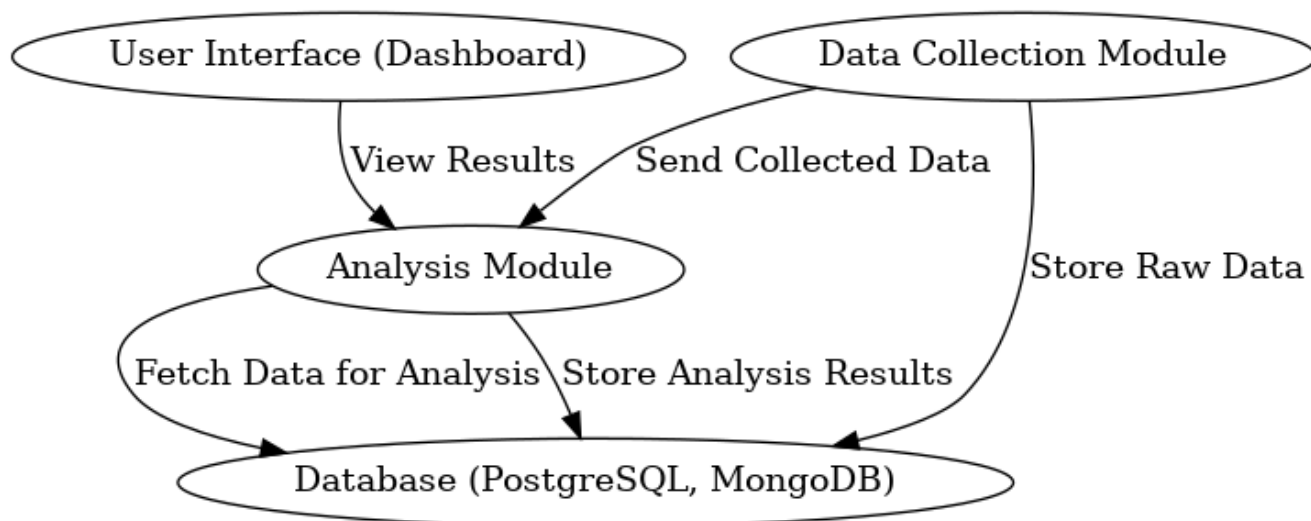 User Interface (Dashboard)
Data Collection Module
View Results
Send Collected Data
Analysis Module
Store Raw Data
Fetch Data for Analysis
Store Analysis Results
Database (PostgreSQL, MongoDB)